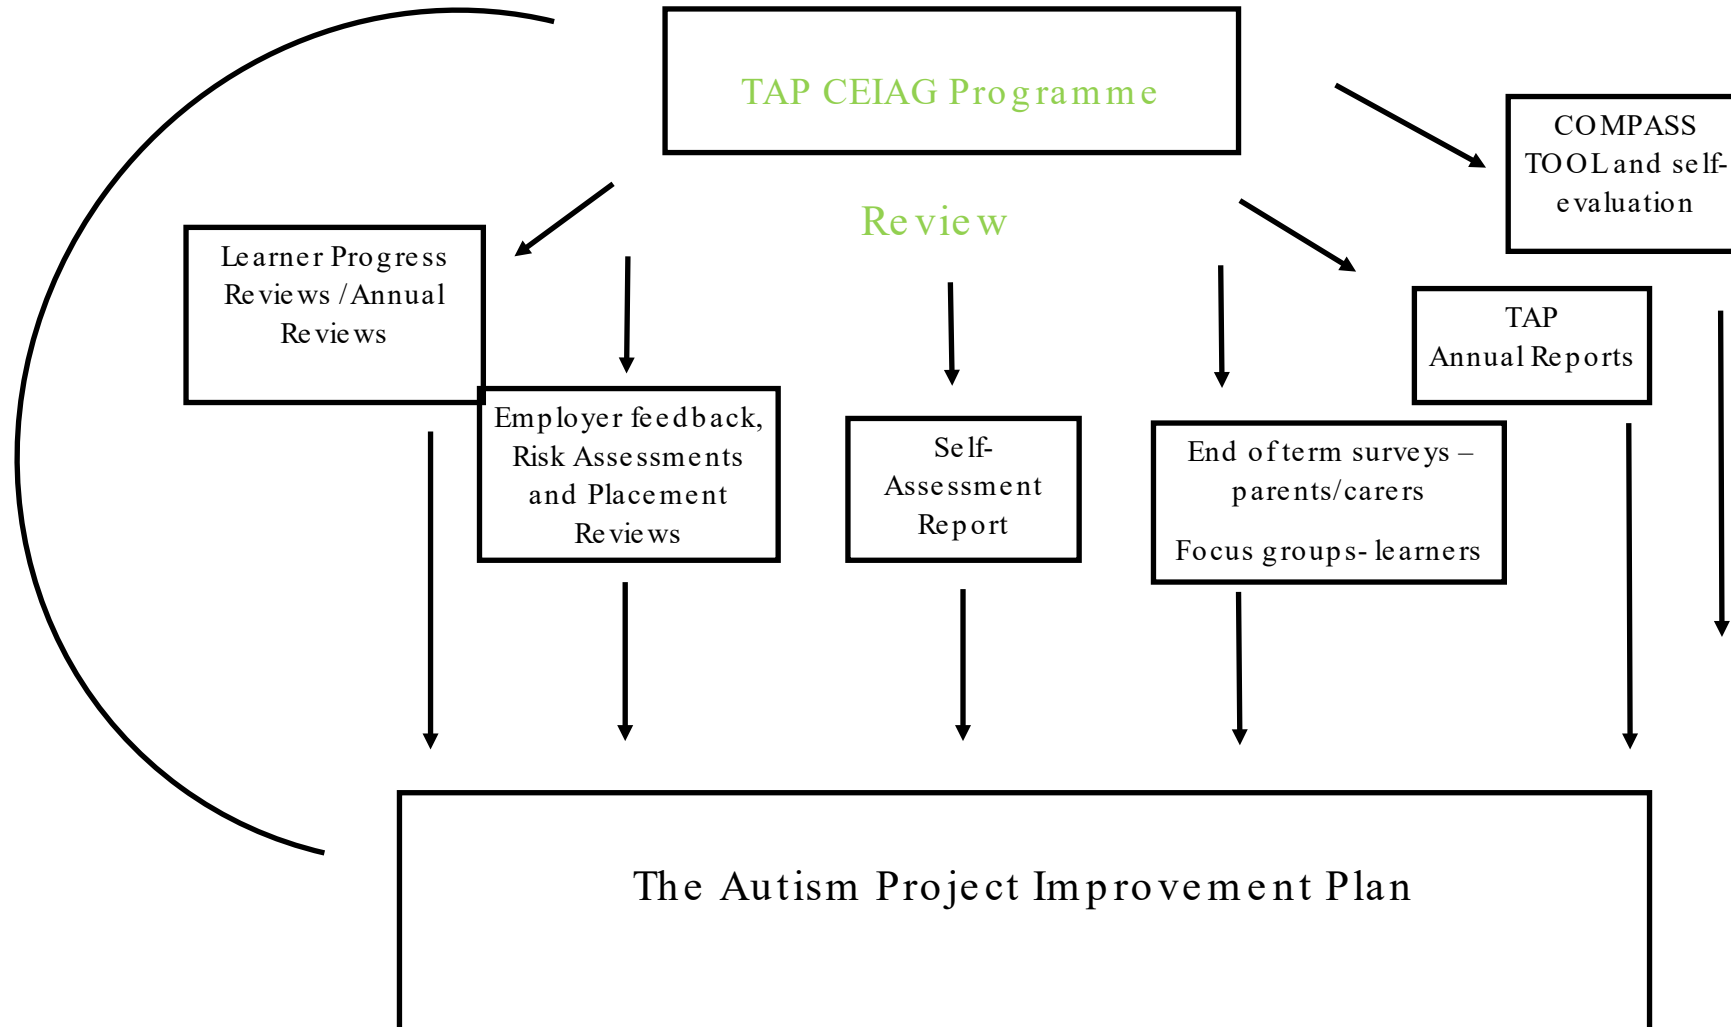 TAP CEIAG Programme
Review
COMPASS
TOOL and self-
evaluation
Learner Progress
Reviews /Annual
Reviews
TAP
Annual Reports
Employer feedback,
Risk Assessments
and Placement
Reviews
Self-
Assessment
Report
End of term surveys –
parents/carers
Focus groups- learners
The Autism Project Improvement Plan